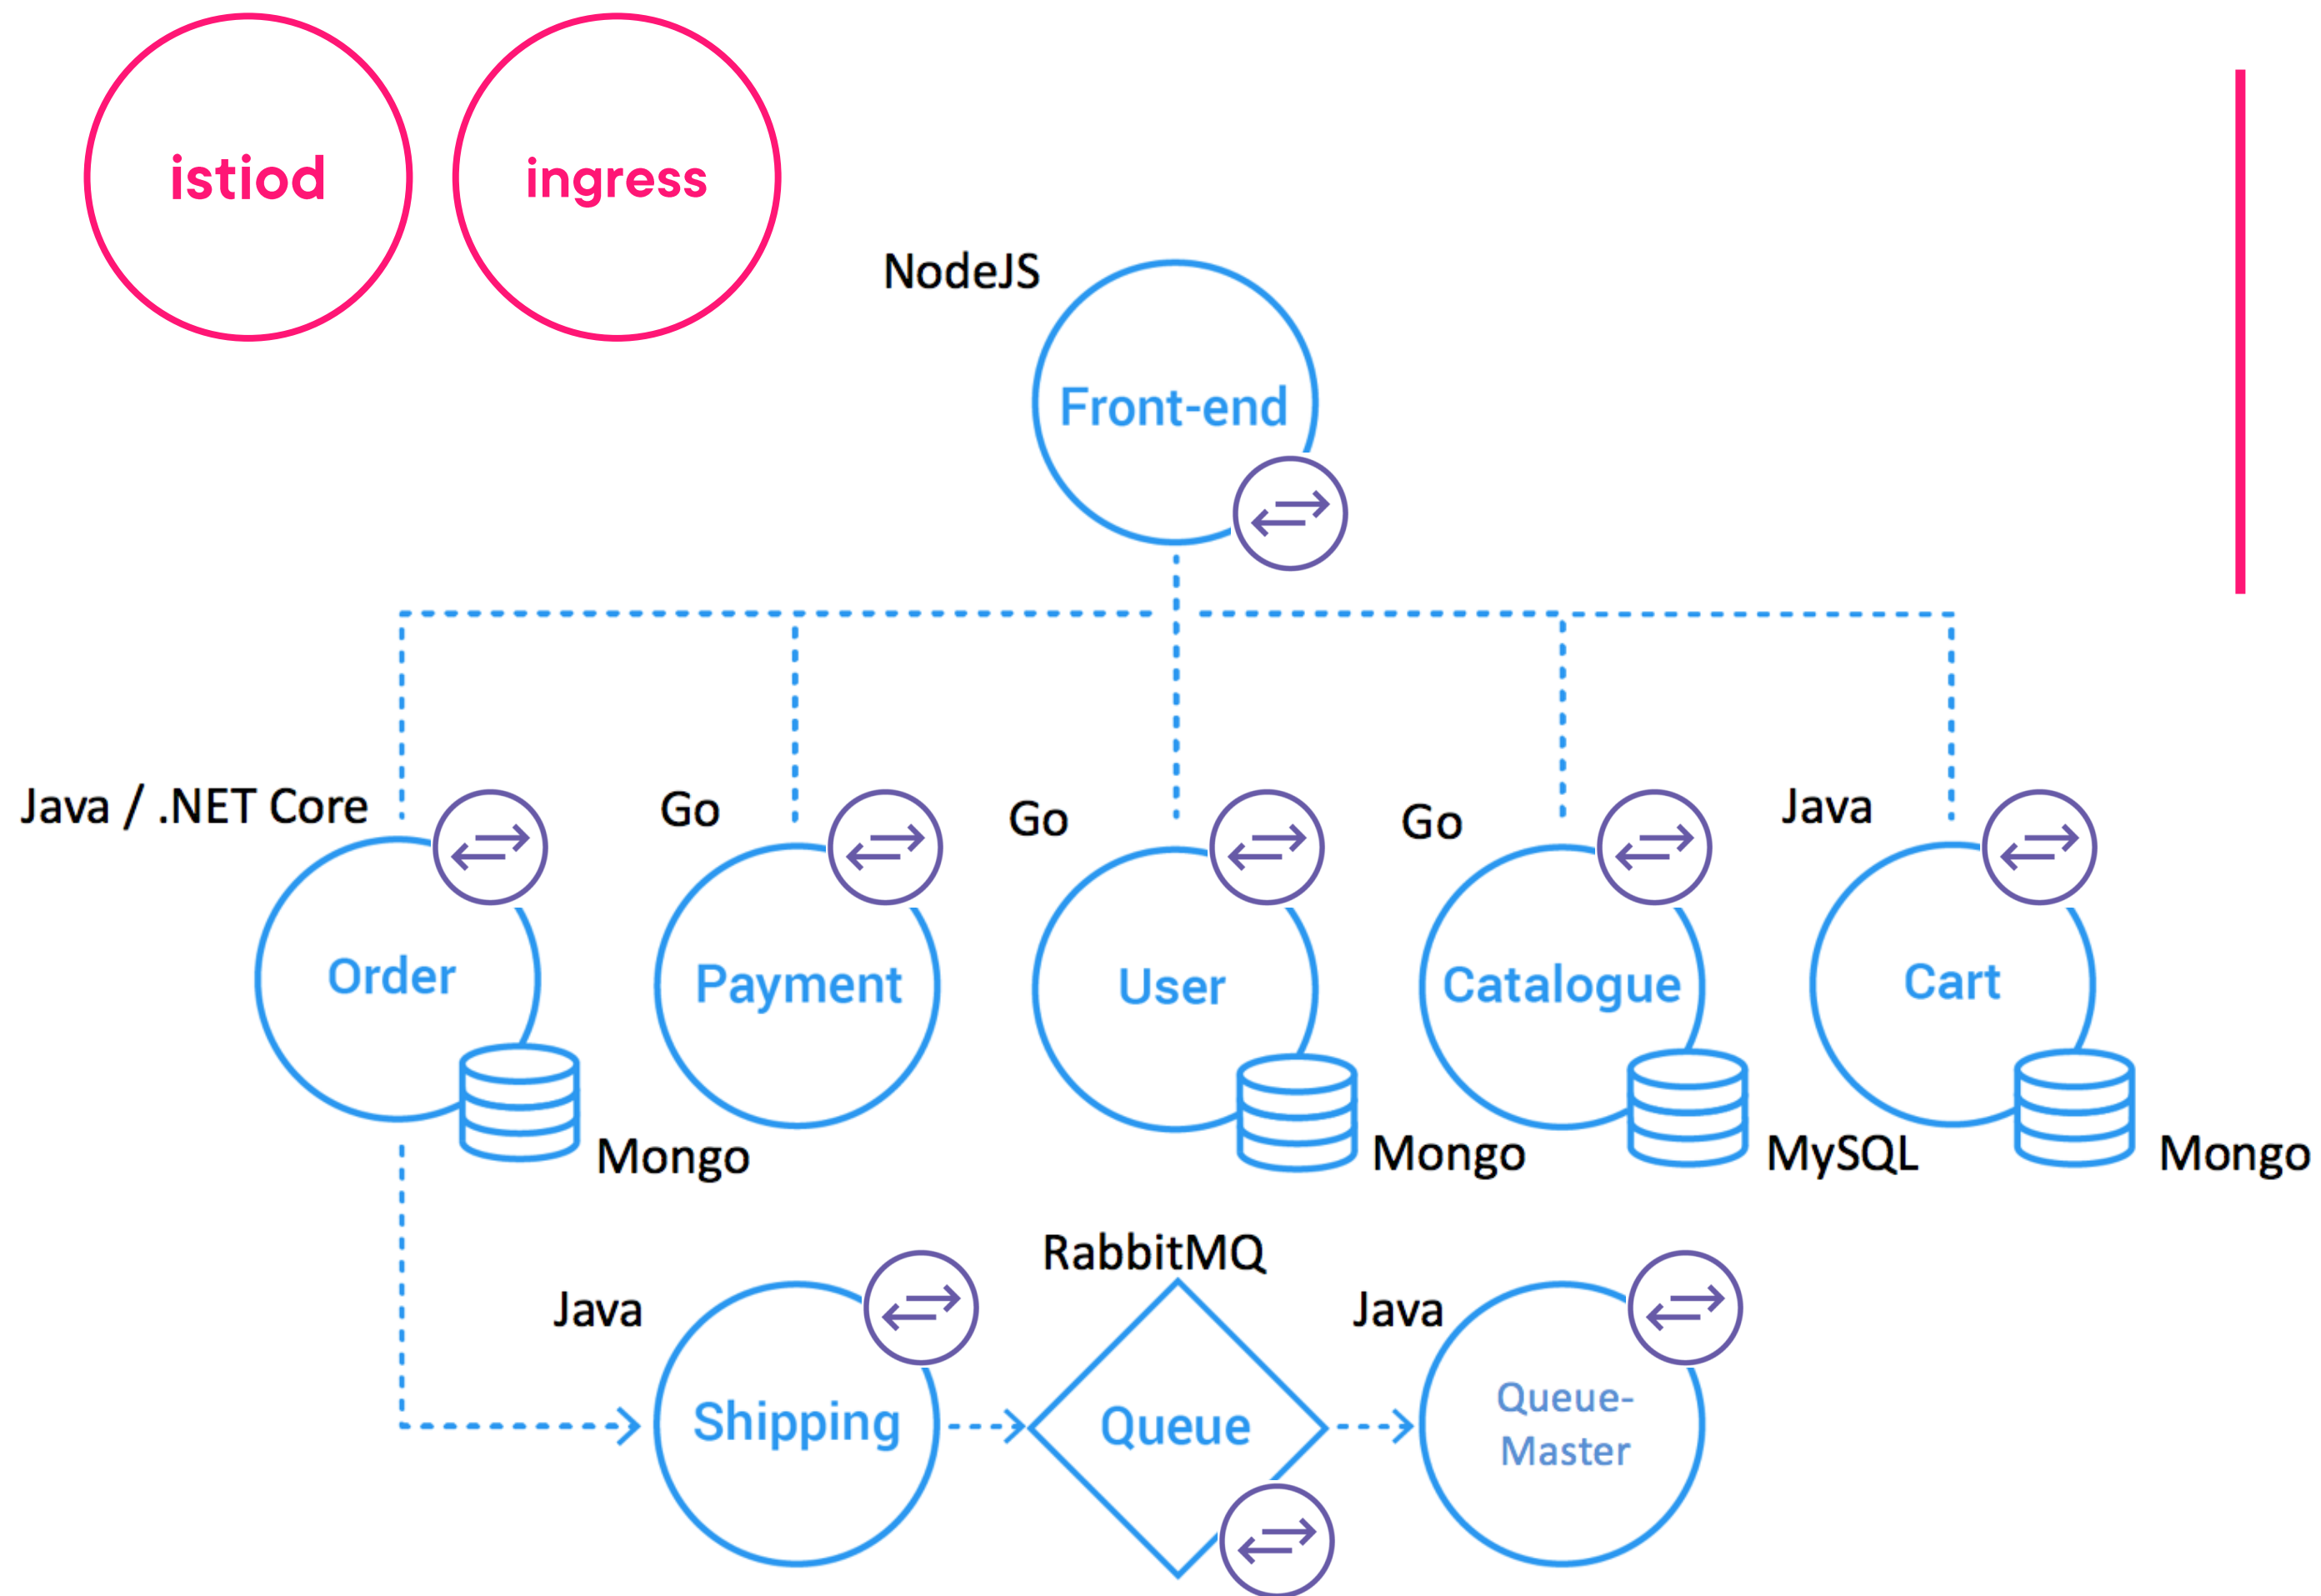 istiod
ingress
NodeJS
Front-end
Java / .NET Core
Go
Go
Go
Java
Order
Payment
User
Catalogue
Cart
Mongo
Mongo
MySQL
Mongo
RabbitMQ
Java
Java
Shipping
Queue
Queue-
Master